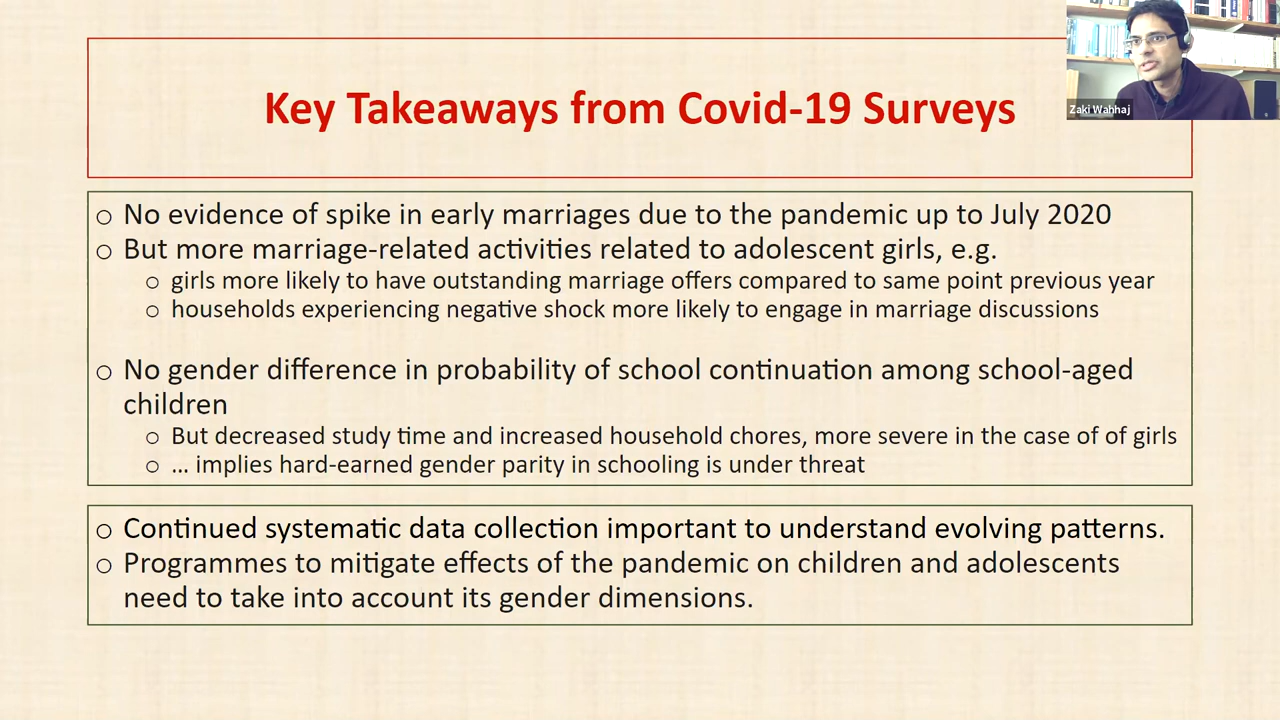 Key Takeaways from Covid-19 Surveys
Zaki Wahhaj
○ No evidence of spike in early marriages due to the pandemic up to July 2020
○ But more marriage-related activities related to adolescent girls, e.g.
○ girls more likely to have outstanding marriage offers compared to same point previous year
○ households experiencing negative shock more likely to engage in marriage discussions
○ No gender difference in probability of school continuation among school-aged
children
○ But decreased study time and increased household chores, more severe in the case of of girls
○ … implies hard-earned gender parity in schooling is under threat
○ Continued systematic data collection important to understand evolving patterns.
○ Programmes to mitigate effects of the pandemic on children and adolescents
need to take into account its gender dimensions.